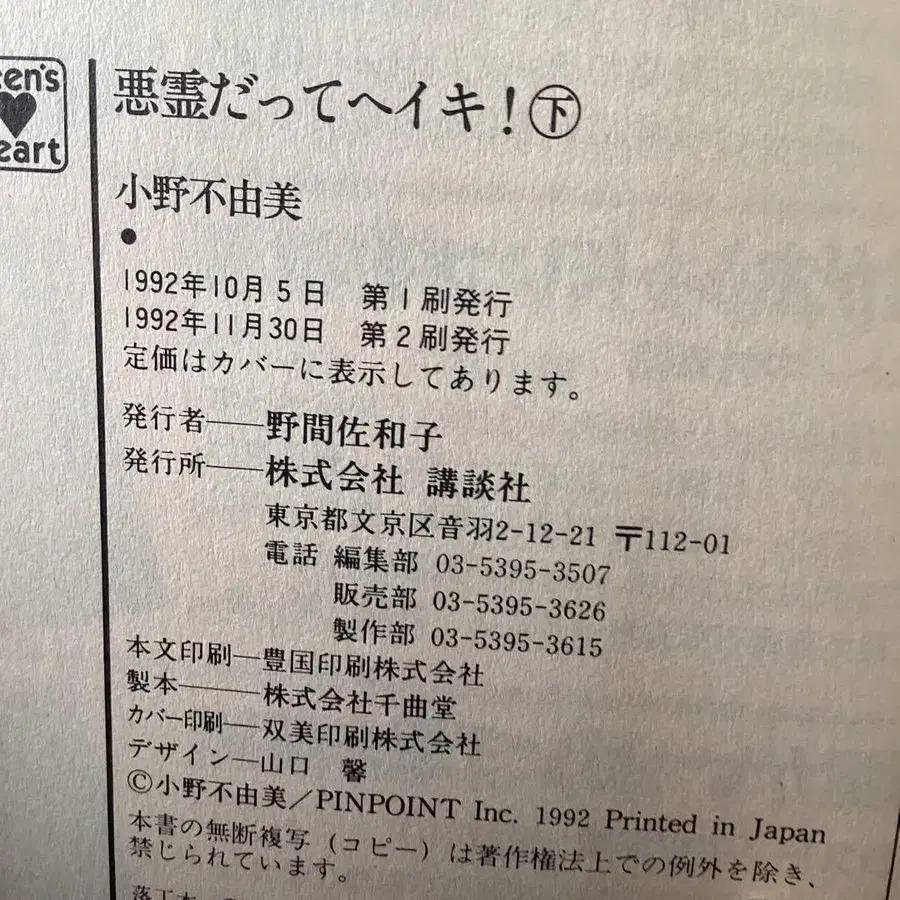 een's
eart
悪霊だってヘイキ！㊦
小野不由美
●
1992年10月5日　第1刷発行
1992年11月30日　第2刷発行
定価はカバーに表示してあります。
発行者──野間佐和子
発行所──株式会社 講談社
東京都文京区音羽2-12-21 〒112-01
電話 編集部 03-5395-3507
販売部 03-5395-3626
製作部 03-5395-3615
本文印刷─豊国印刷株式会社
製本───株式会社千曲堂
カバー印刷──双美印刷株式会社
デザイン─山口　馨
©小野不由美／PINPOINT Inc. 1992 Printed in Japan
本書の無断複写（コピー）は著作権法上での例外を除き、
禁じられています。